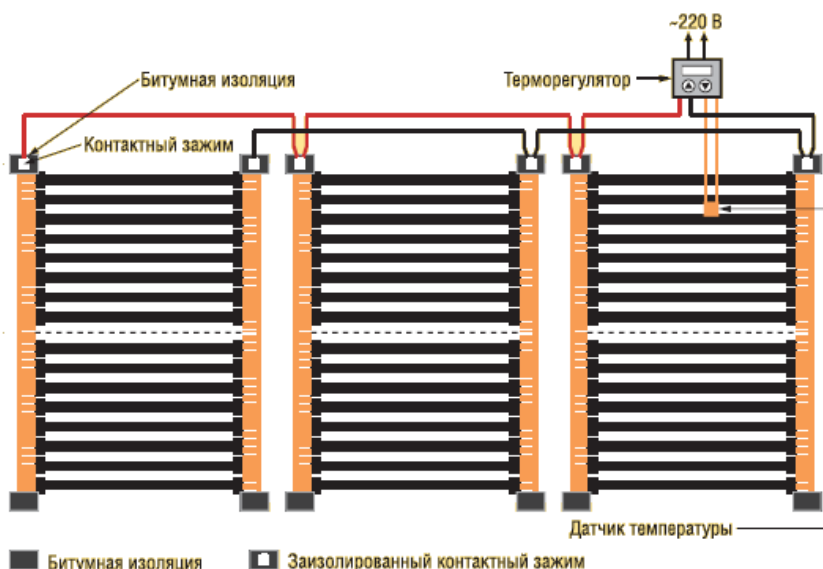 ~220 В
Битумная изоляция
Терморегулятор
Контактный зажим
Датчик температуры
Битумная изоляция
Заизолированный контактный зажим